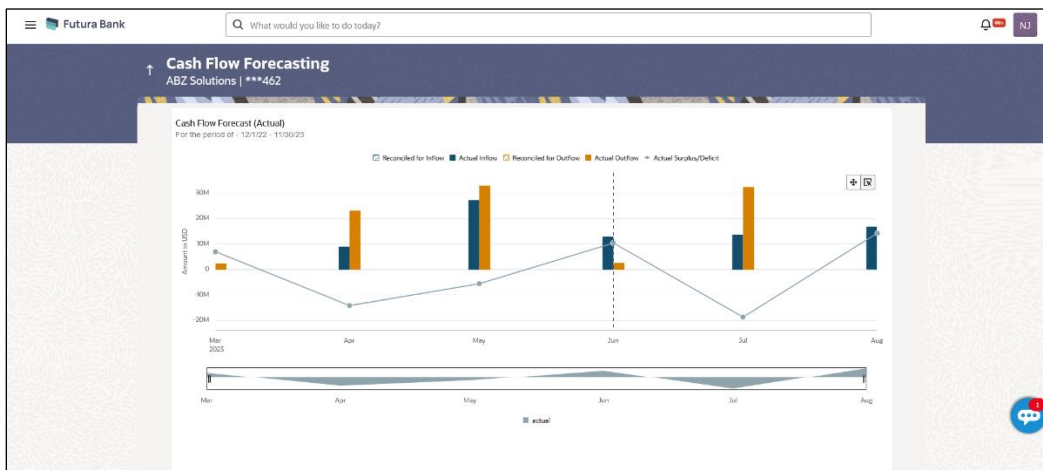 Futura Bank
What would you like to do today?
99+
NJ
Cash Flow Forecasting
ABZ Solutions | ***462
Cash Flow Forecast (Actual)
For the period of - 12/1/22 - 11/30/23
Reconciled for Inflow Actual Inflow Reconciled for Outflow Actual Outflow Actual Surplus/Deficit
Amount in USD
30M
20M
10M
0
-10M
-20M
Mar Apr May Jun Jul Aug
2023
Mar Apr May Jun Jul Aug
actual
1